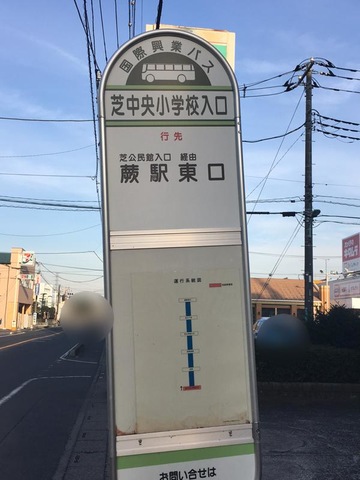 国際興業バス
芝中央小学校入口
行先
芝公民館入口 経由
蕨駅東口
運行系統図
お問い合せは